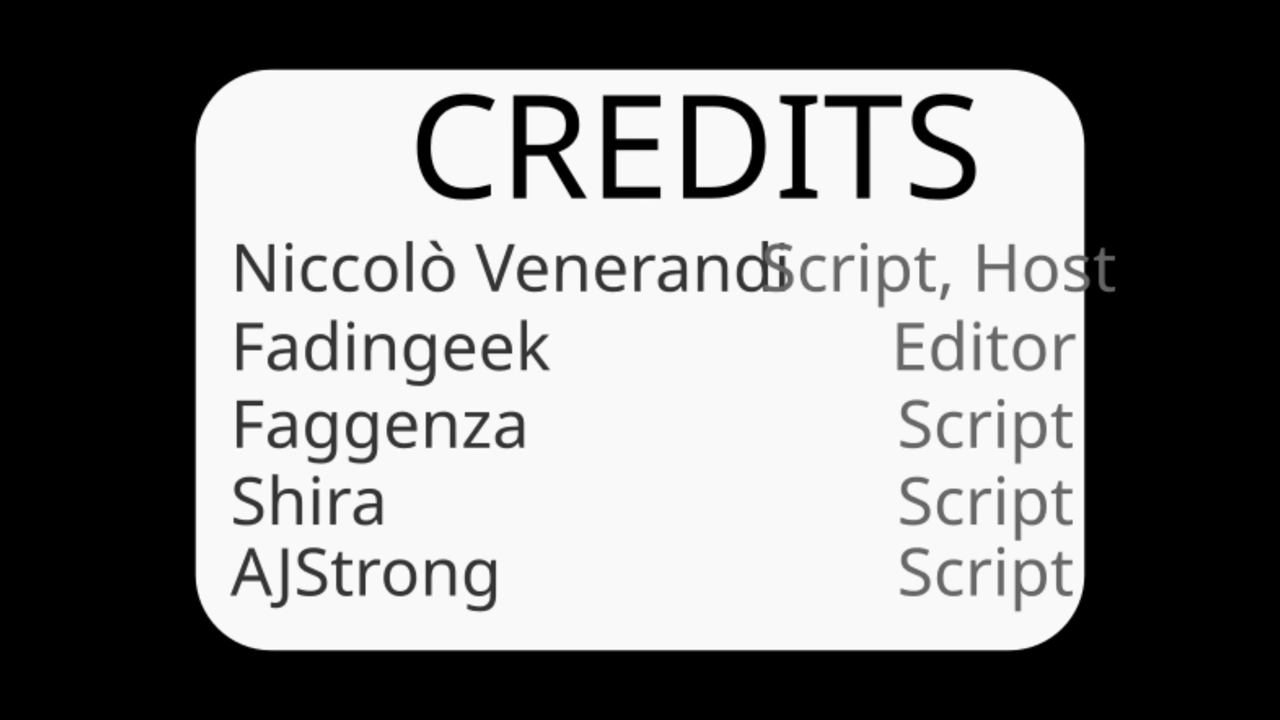 CREDITS
Niccolò Venerandi Script, Host
Fadingeek Editor
Faggenza Script
Shira Script
AJStrong Script